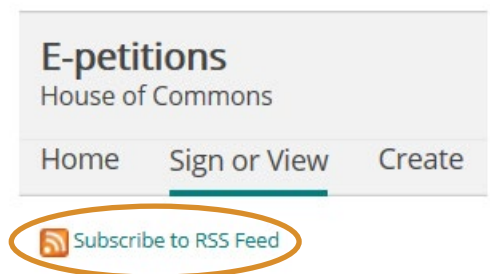 E-petitions
House of Commons
Home Sign or View Create
Subscribe to RSS Feed